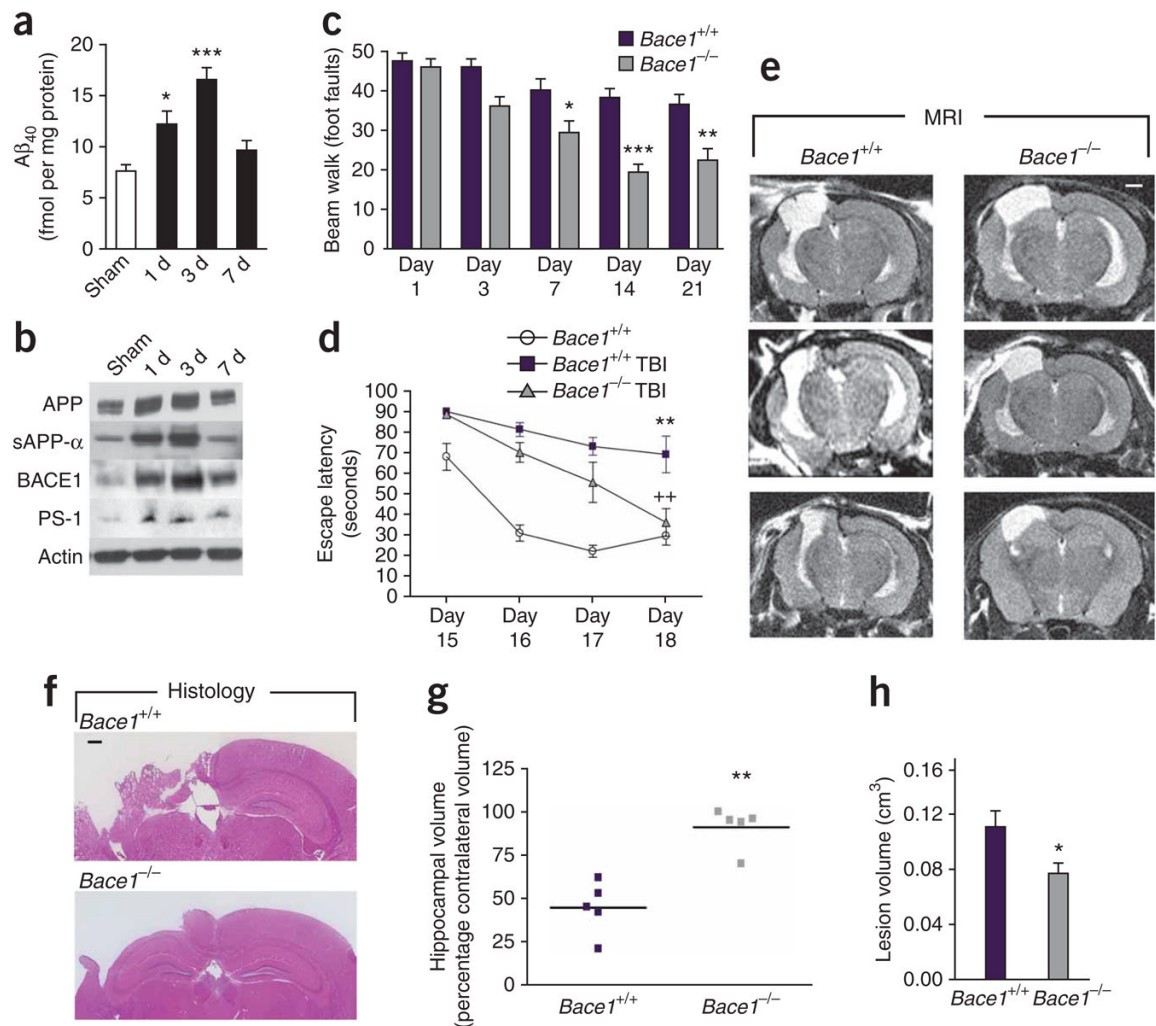 a
Aβ40
(fmol per mg protein)
20
15
10
5
0
*
***
Sham
1 d
3 d
7 d
b
Sham
1 d
3 d
7 d
APP
sAPP-α
BACE1
PS-1
Actin
c
Bace1+/+
Bace1–/–
Beam walk (foot faults)
50
40
30
20
10
0
*
***
**
Day 1
Day 3
Day 7
Day 14
Day 21
d
Bace1+/+
Bace1+/+ TBI
Bace1–/– TBI
Escape latency
(seconds)
100
90
80
70
60
50
40
30
20
10
0
**
++
Day 15
Day 16
Day 17
Day 18
e
MRI
Bace1+/+
Bace1–/–
f
Histology
Bace1+/+
Bace1–/–
g
Hippocampal volume
(percentage contralateral volume)
125
100
75
50
25
0
**
Bace1+/+
Bace1–/–
h
Lesion volume (cm3)
0.16
0.12
0.08
0.04
0.00
*
Bace1+/+
Bace1–/–